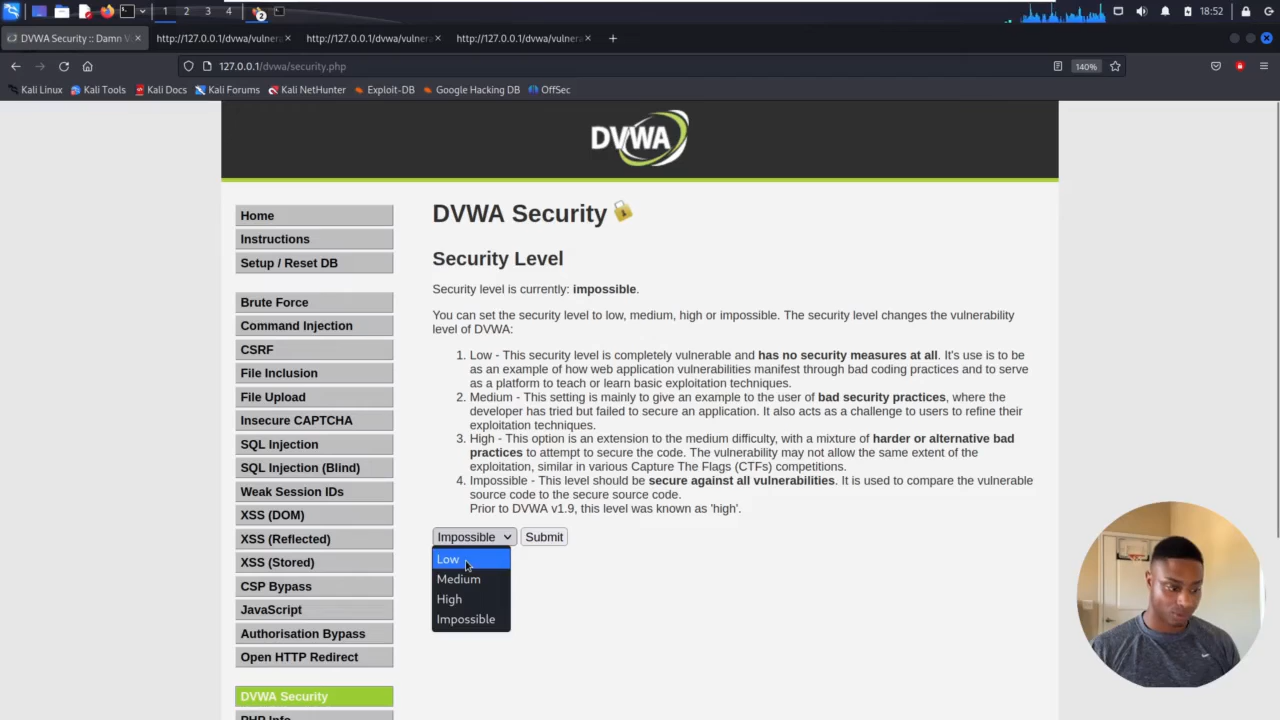 1 2 3 4
2
18:52
DVWA Security :: Damn V
http://127.0.0.1/dvwa/vulnera
http://127.0.0.1/dvwa/vulnera
http://127.0.0.1/dvwa/vulnera
127.0.0.1/dvwa/security.php
140%
Kali Linux Kali Tools Kali Docs Kali Forums Kali NetHunter Exploit-DB Google Hacking DB OffSec
DVWA
Home
Instructions
Setup / Reset DB
Brute Force
Command Injection
CSRF
File Inclusion
File Upload
Insecure CAPTCHA
SQL Injection
SQL Injection (Blind)
Weak Session IDs
XSS (DOM)
XSS (Reflected)
XSS (Stored)
CSP Bypass
JavaScript
Authorisation Bypass
Open HTTP Redirect
DVWA Security
PHP Info
DVWA Security
Security Level
Security level is currently: impossible.
You can set the security level to low, medium, high or impossible. The security level changes the vulnerability
level of DVWA:
1. Low - This security level is completely vulnerable and has no security measures at all. It's use is to be
as an example of how web application vulnerabilities manifest through bad coding practices and to serve
as a platform to teach or learn basic exploitation techniques.
2. Medium - This setting is mainly to give an example to the user of bad security practices, where the
developer has tried but failed to secure an application. It also acts as a challenge to users to refine their
exploitation techniques.
3. High - This option is an extension to the medium difficulty, with a mixture of harder or alternative bad
practices to attempt to secure the code. The vulnerability may not allow the same extent of the
exploitation, similar in various Capture The Flags (CTFs) competitions.
4. Impossible - This level should be secure against all vulnerabilities. It is used to compare the vulnerable
source code to the secure source code.
Prior to DVWA v1.9, this level was known as 'high'.
Impossible
Submit
Low
Medium
High
Impossible